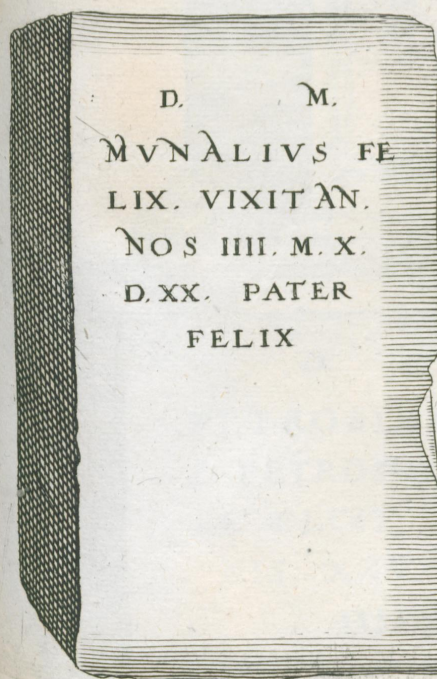 D. M.
MVNALIVS FE
LIX. VIXIT AN.
NOS IIII. M. X.
D. XX. PATER
FELIX